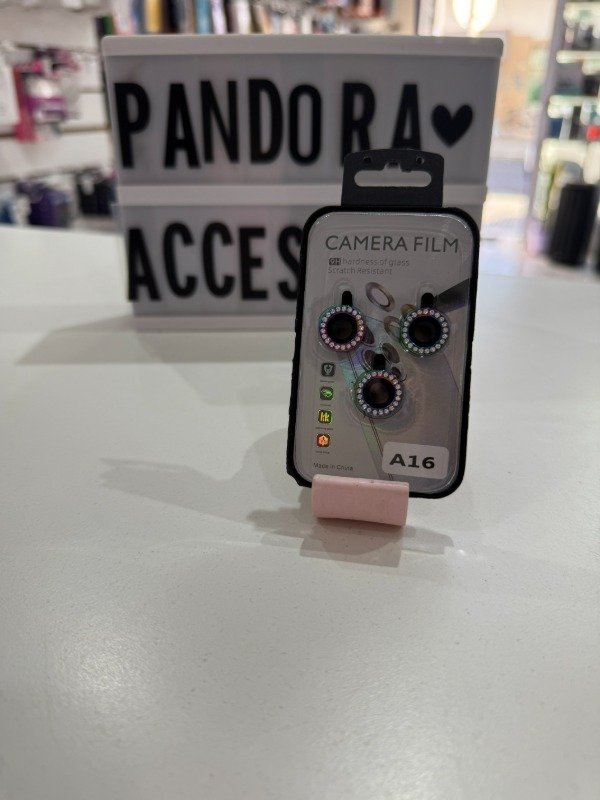 PANDORA♥
ACCES
CAMERA FILM
9H hardness of glass
Scratch Resistant
A16
Made in China